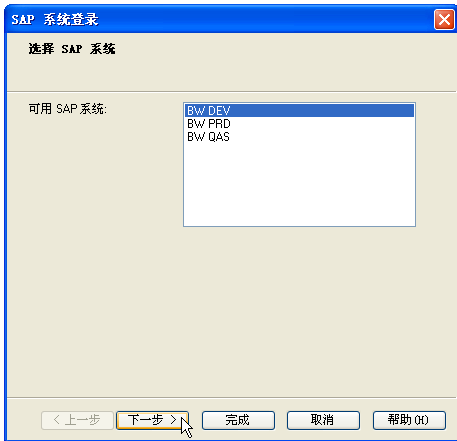 SAP 系统登录
选择 SAP 系统
可用 SAP 系统:
BW DEV
BW PRD
BW QAS
< 上一步 下一步 > 完成 取消 帮助(H)